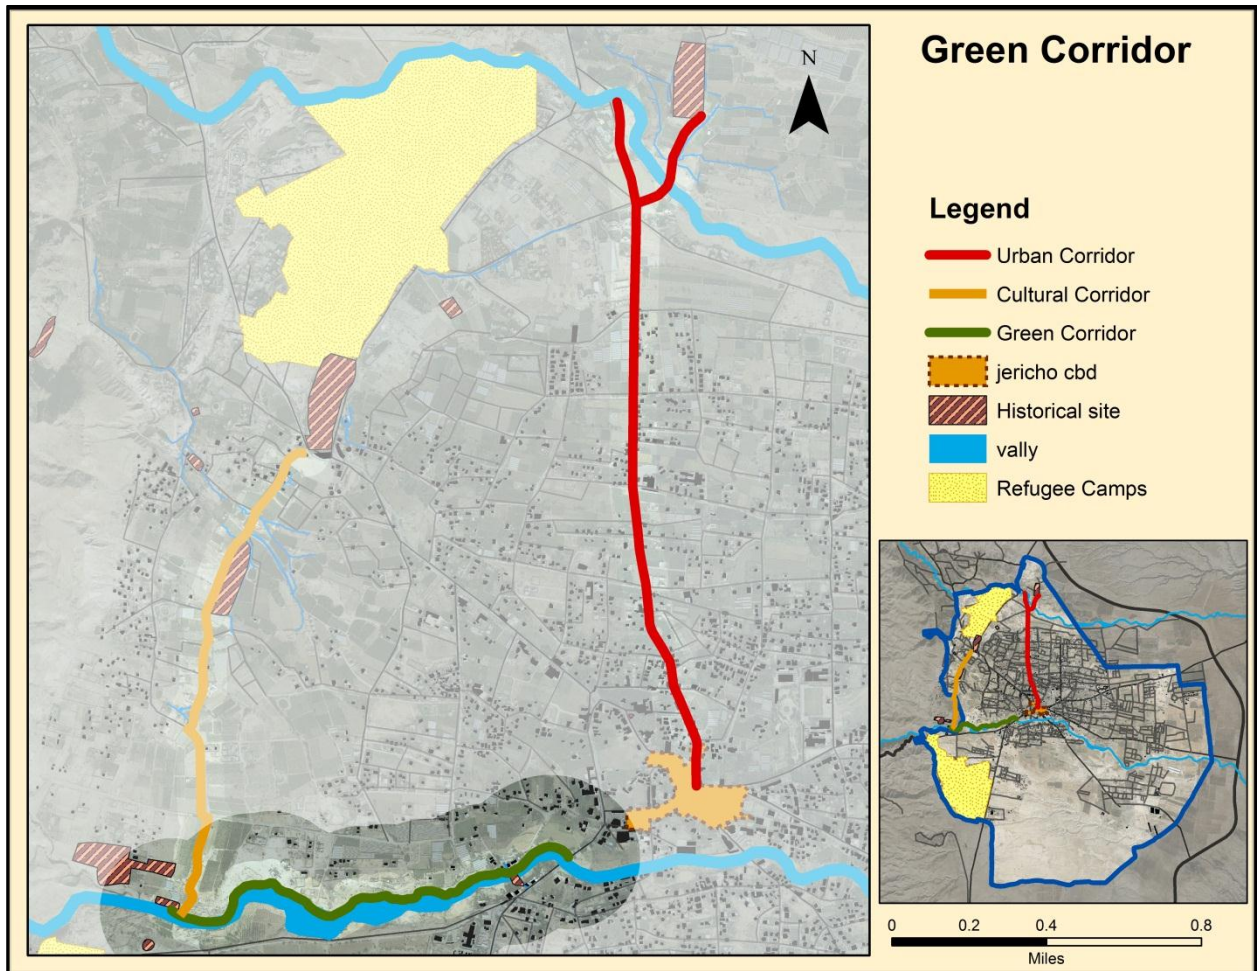 Green Corridor
N
Legend
Urban Corridor
Cultural Corridor
Green Corridor
jericho cbd
Historical site
vally
Refugee Camps
0 0.2 0.4 0.8
Miles